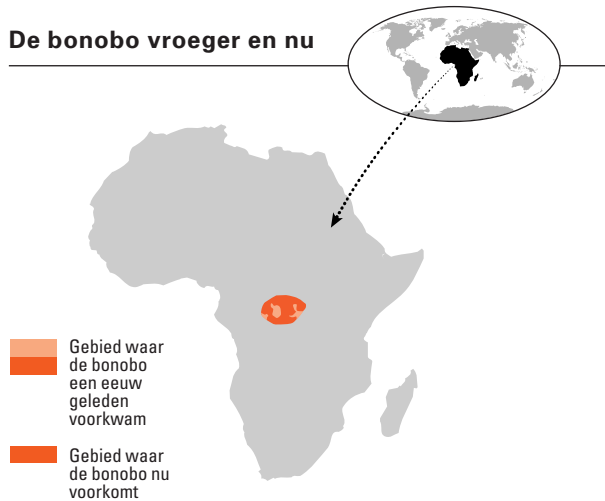 De bonobo vroeger en nu
Gebied waar
de bonobo
een eeuw
geleden
voorkwam
Gebied waar
de bonobo nu
voorkomt